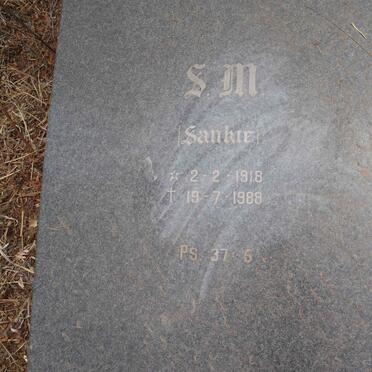 S. M
[Sankie]
☆ 2-2-1918
† 19-7-1988
PS. 37-5